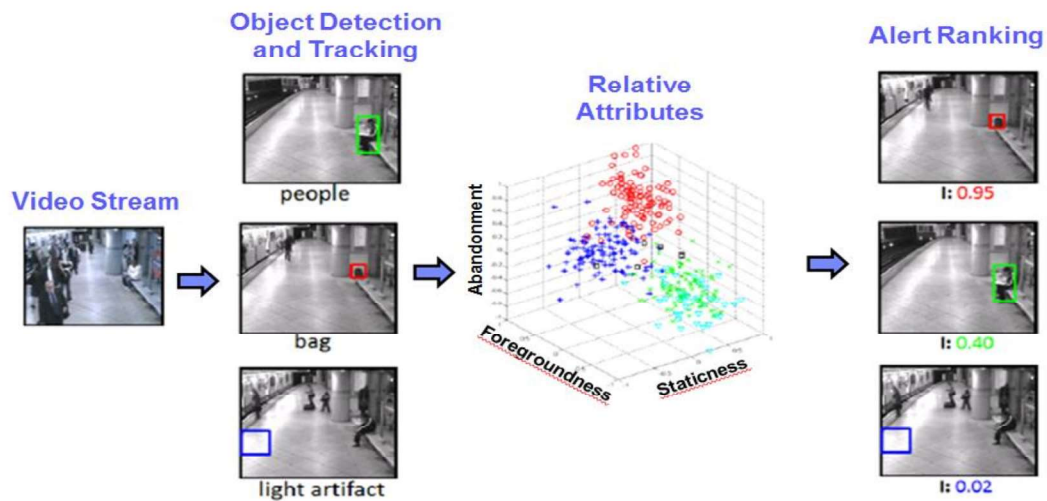 Object Detection
and Tracking
Alert Ranking
Relative
Attributes
Video Stream
people
bag
light artifact
Abandonment
Foregroundness
Staticness
I: 0.95
I: 0.40
I: 0.02